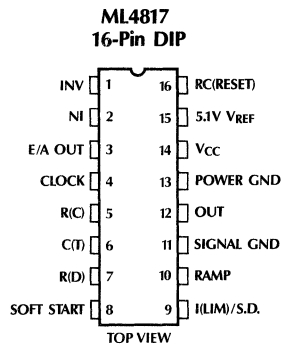 ML4817
16-Pin DIP
INV 1 16 RC(RESET)
NI 2 15 5.1V VREF
E/A OUT 3 14 VCC
CLOCK 4 13 POWER GND
R(C) 5 12 OUT
C(T) 6 11 SIGNAL GND
R(D) 7 10 RAMP
SOFT START 8 9 I(LIM)/S.D.
TOP VIEW